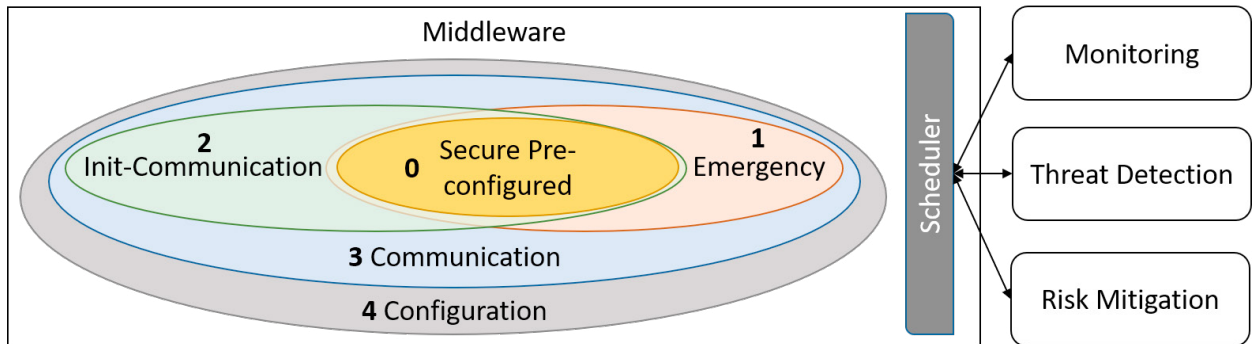 Middleware
2
Init-Communication
0
Secure Pre-
configured
1
Emergency
3 Communication
4 Configuration
Scheduler
Monitoring
Threat Detection
Risk Mitigation